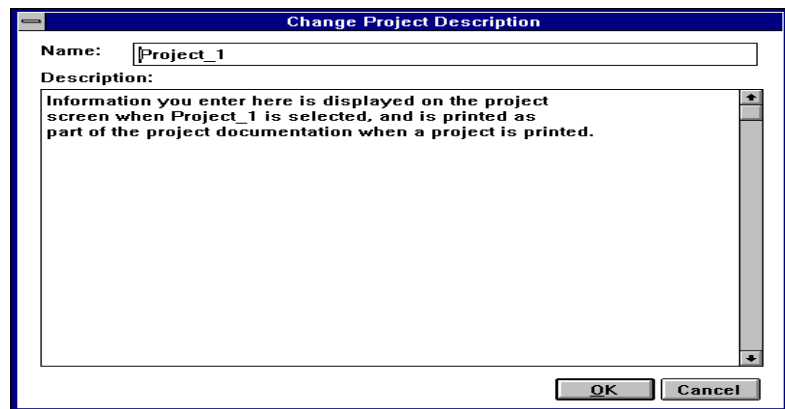 Change Project Description
Name: Project_1
Description:
Information you enter here is displayed on the project
screen when Project_1 is selected, and is printed as
part of the project documentation when a project is printed.
OK Cancel